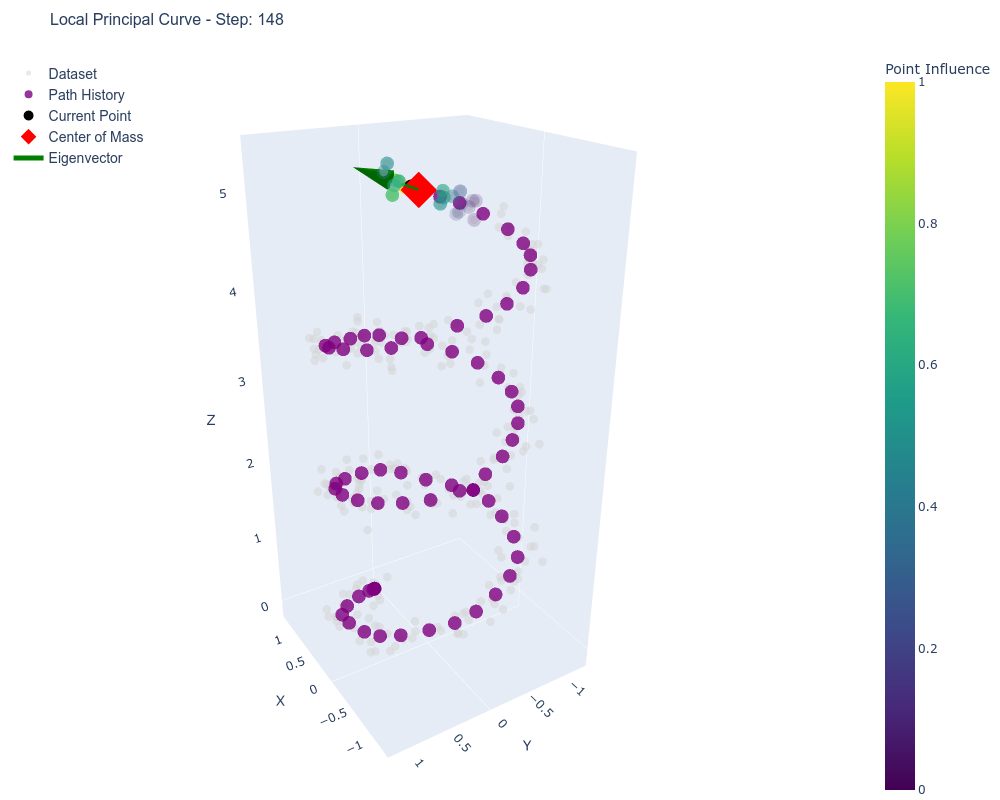 Local Principal Curve - Step: 148
Dataset
Path History
Current Point
Center of Mass
Eigenvector
Point Influence
1
0.8
0.6
0.4
0.2
0
5
4
3
2
1
0
Z
1
0.5
0
−0.5
−1
X
1
0.5
0
−0.5
−1
Y